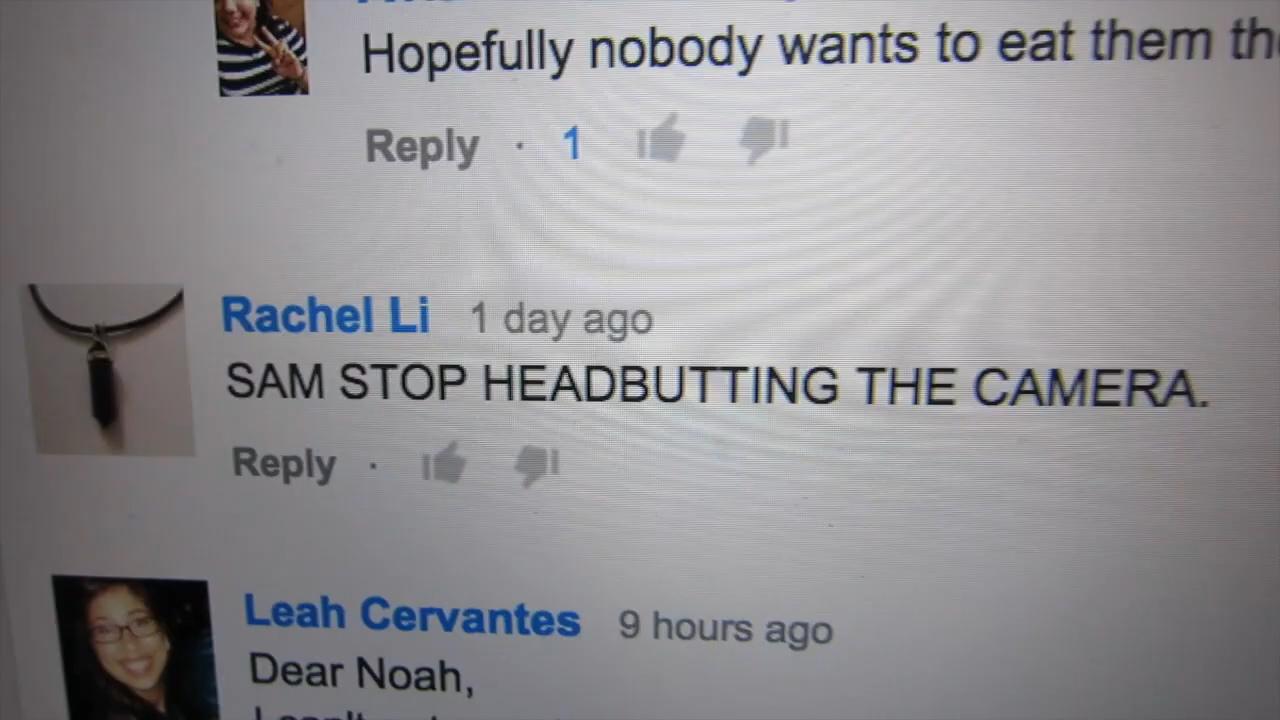 Hopefully nobody wants to eat them
Reply · 1
Rachel Li 1 day ago
SAM STOP HEADBUTTING THE CAMERA.
Reply ·
Leah Cervantes 9 hours ago
Dear Noah,